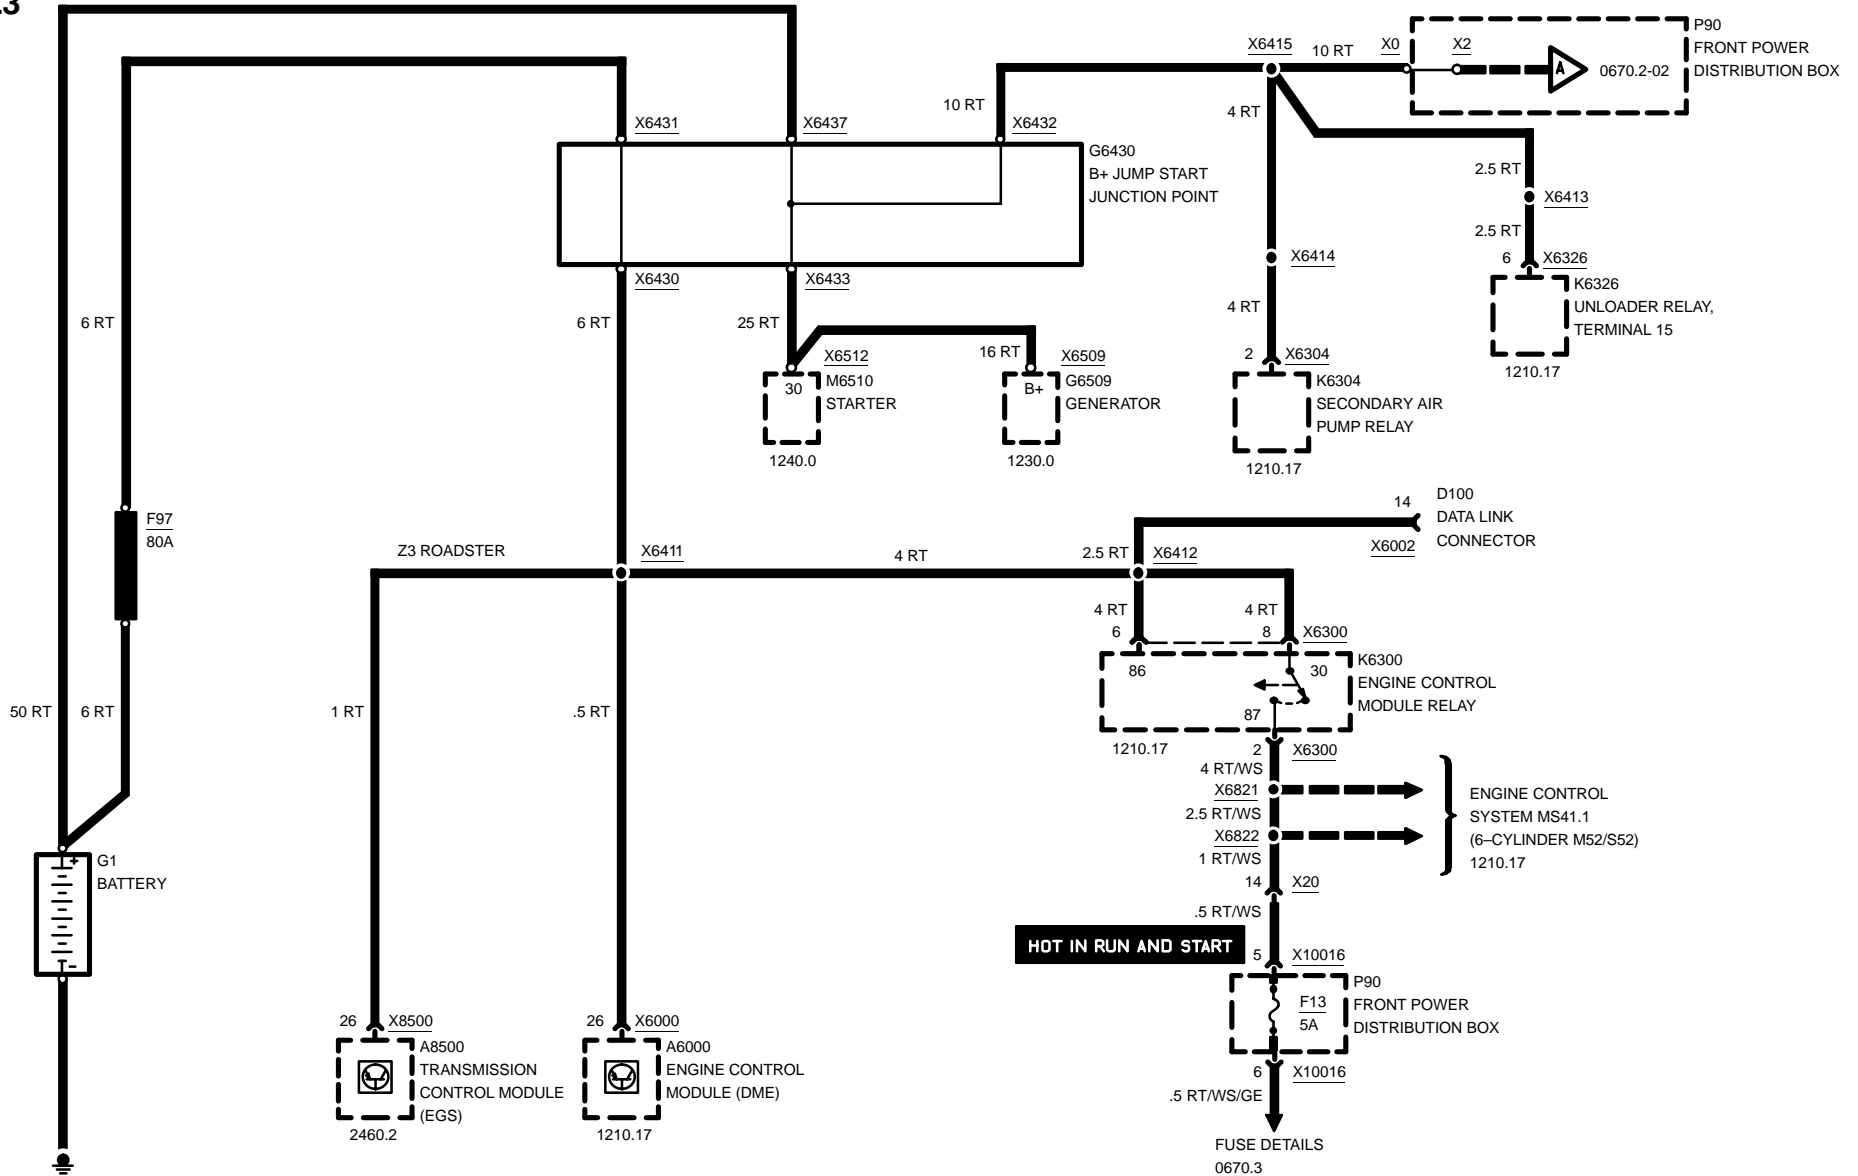 .3
P90
FRONT POWER
DISTRIBUTION BOX
X6415
10 RT
X0
X2
A
0670.2-02
10 RT
X6431
X6437
X6432
4 RT
G6430
B+ JUMP START
JUNCTION POINT
2.5 RT
X6413
2.5 RT
X6414
6
X6326
X6430
X6433
K6326
UNLOADER RELAY,
TERMINAL 15
4 RT
6 RT
6 RT
25 RT
16 RT
X6512
X6509
2
X6304
1210.17
30
M6510
STARTER
B+
G6509
GENERATOR
K6304
SECONDARY AIR
PUMP RELAY
1240.0
1230.0
1210.17
F97
80A
14
D100
DATA LINK
CONNECTOR
X6002
Z3 ROADSTER
X6411
4 RT
2.5 RT
X6412
4 RT
4 RT
6
8
X6300
86
30
K6300
ENGINE CONTROL
MODULE RELAY
50 RT
6 RT
1 RT
.5 RT
87
1210.17
2
X6300
4 RT/WS
X6821
2.5 RT/WS
X6822
1 RT/WS
ENGINE CONTROL
SYSTEM MS41.1
(6–CYLINDER M52/S52)
1210.17
+
G1
BATTERY
-
14
X20
.5 RT/WS
HOT IN RUN AND START
5
X10016
P90
FRONT POWER
DISTRIBUTION BOX
F13
5A
26
X8500
26
X6000
A8500
TRANSMISSION
CONTROL MODULE
(EGS)
A6000
ENGINE CONTROL
MODULE (DME)
6
X10016
.5 RT/WS/GE
2460.2
1210.17
FUSE DETAILS
0670.3